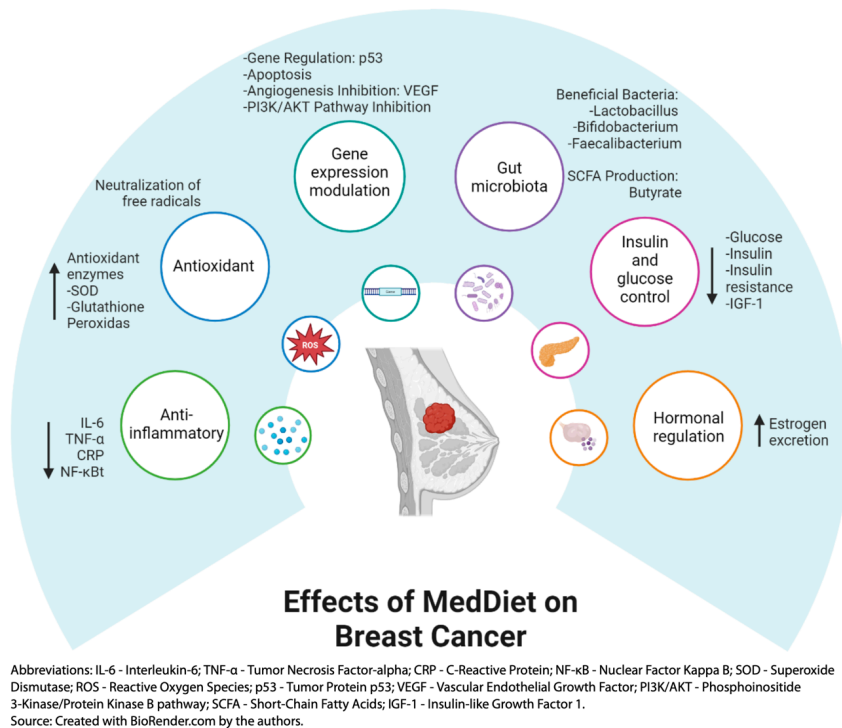 -Gene Regulation: p53
-Apoptosis
-Angiogenesis Inhibition: VEGF
-PI3K/AKT Pathway Inhibition
Gene
expression
modulation
Beneficial Bacteria:
-Lactobacillus
-Bifidobacterium
-Faecalibacterium
SCFA Production:
Butyrate
Gut
microbiota
Neutralization of
free radicals
Antioxidant
enzymes
-SOD
-Glutathione
Peroxidas
Antioxidant
Insulin
and
glucose
control
-Glucose
-Insulin
-Insulin
resistance
-IGF-1
Gene
ROS
IL-6
TNF-α
CRP
NF-κBt
Anti-
inflammatory
Hormonal
regulation
Estrogen
excretion
Effects of MedDiet on
Breast Cancer
Abbreviations: IL-6 - Interleukin-6; TNF-α - Tumor Necrosis Factor-alpha; CRP - C-Reactive Protein; NF-κB - Nuclear Factor Kappa B; SOD - Superoxide
Dismutase; ROS - Reactive Oxygen Species; p53 - Tumor Protein p53; VEGF - Vascular Endothelial Growth Factor; PI3K/AKT - Phosphoinositide
3-Kinase/Protein Kinase B pathway; SCFA - Short-Chain Fatty Acids; IGF-1 - Insulin-like Growth Factor 1.
Source: Created with BioRender.com by the authors.